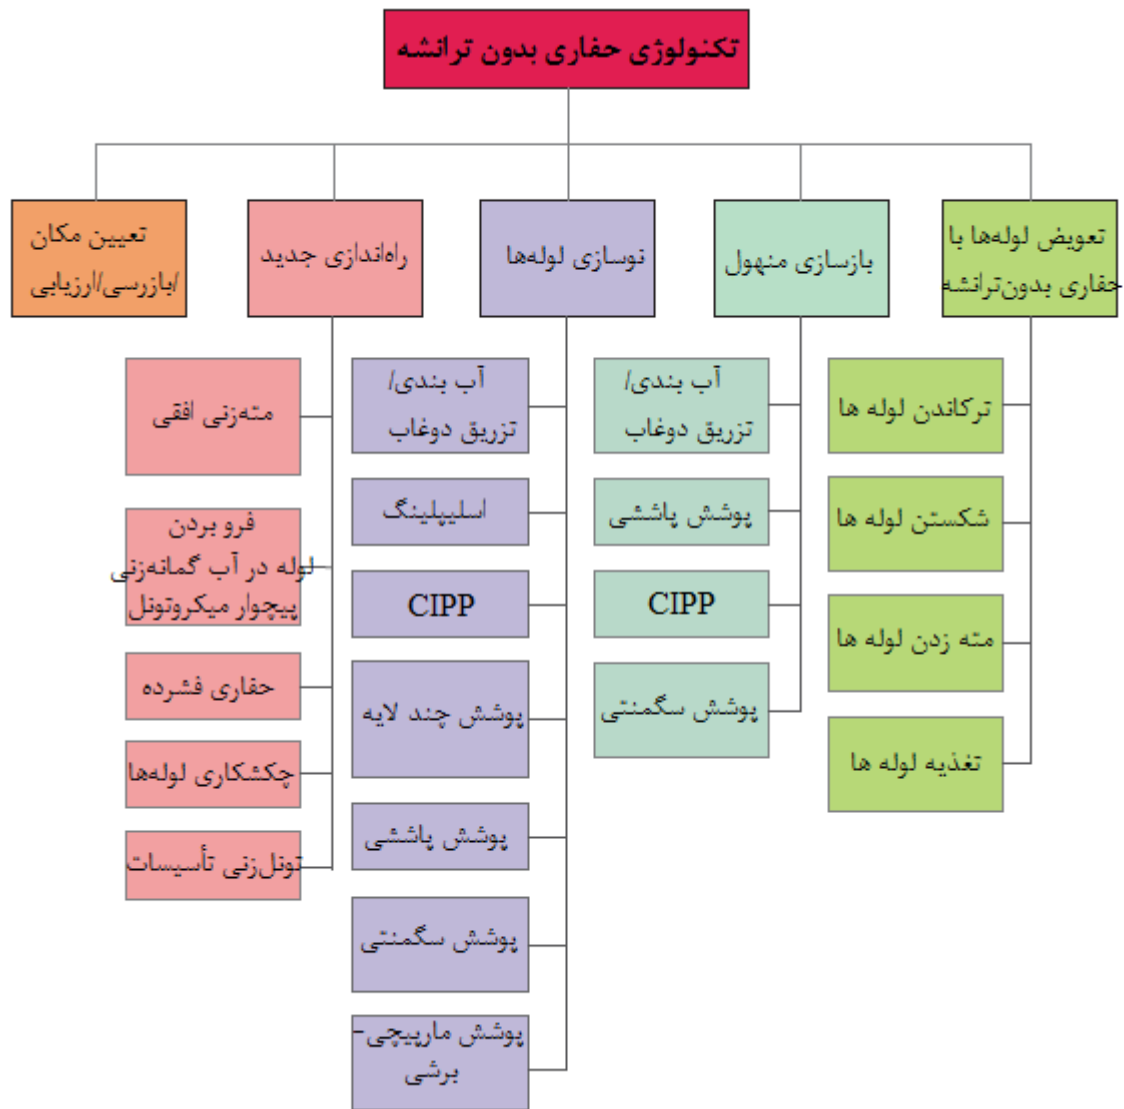 تکنولوژی حفاری بدون ترانشه
تعویض لوله‌ها با
حفاری بدون‌ترانشه
ترکاندن لوله ها
شکستن لوله ها
مته زدن لوله ها
تغذیه لوله ها
بازسازی منهول
آب بندی/
تزریق دوغاب
پوشش پاششی
CIPP
پوشش سگمنتی
نوسازی لوله‌ها
آب بندی/
تزریق دوغاب
اسلیپلینگ
CIPP
پوشش چند لایه
پوشش پاششی
پوشش سگمنتی
پوشش مارپیچی-
برشی
راه‌اندازی جدید
مته‌زنی افقی
فرو بردن
لوله در آب گمانه‌زنی
پیچوار میکروتونل
حفاری فشرده
چکشکاری لوله‌ها
تونل‌زنی تأسیسات
تعیین مکان
/بازرسی/ارزیابی